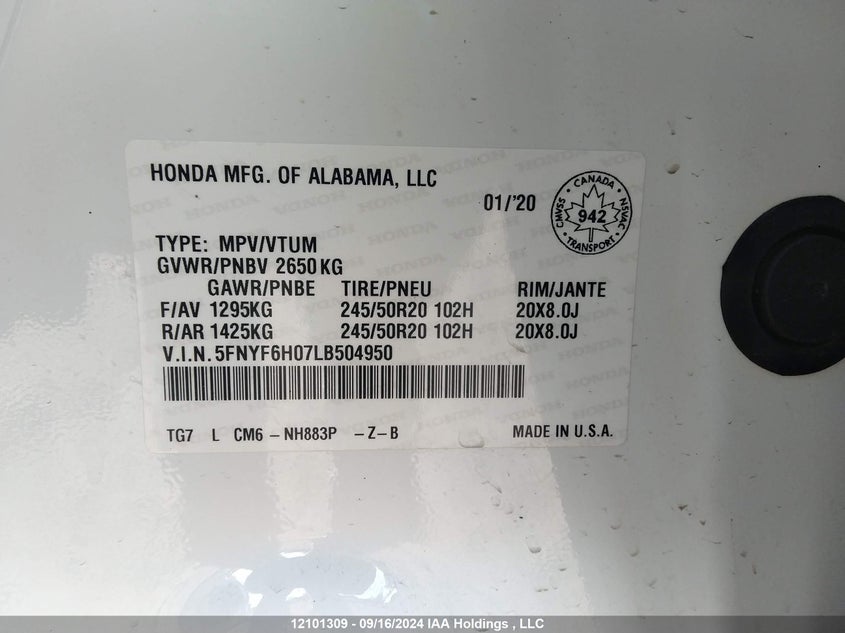 HONDA MFG. OF ALABAMA, LLC
01/'20
CANADA
CMVSS
942
NSVAC
TRANSPORT
TYPE: MPV/VTUM
GVWR/PNBV 2650KG
GAWR/PNBE TIRE/PNEU RIM/JANTE
F/AV 1295KG 245/50R20 102H 20X8.0J
R/AR 1425KG 245/50R20 102H 20X8.0J
V.I.N. 5FNYF6H07LB504950
TG7 L CM6 - NH883P - Z - B MADE IN U.S.A.
12101309 - 09/16/2024 IAA Holdings , LLC